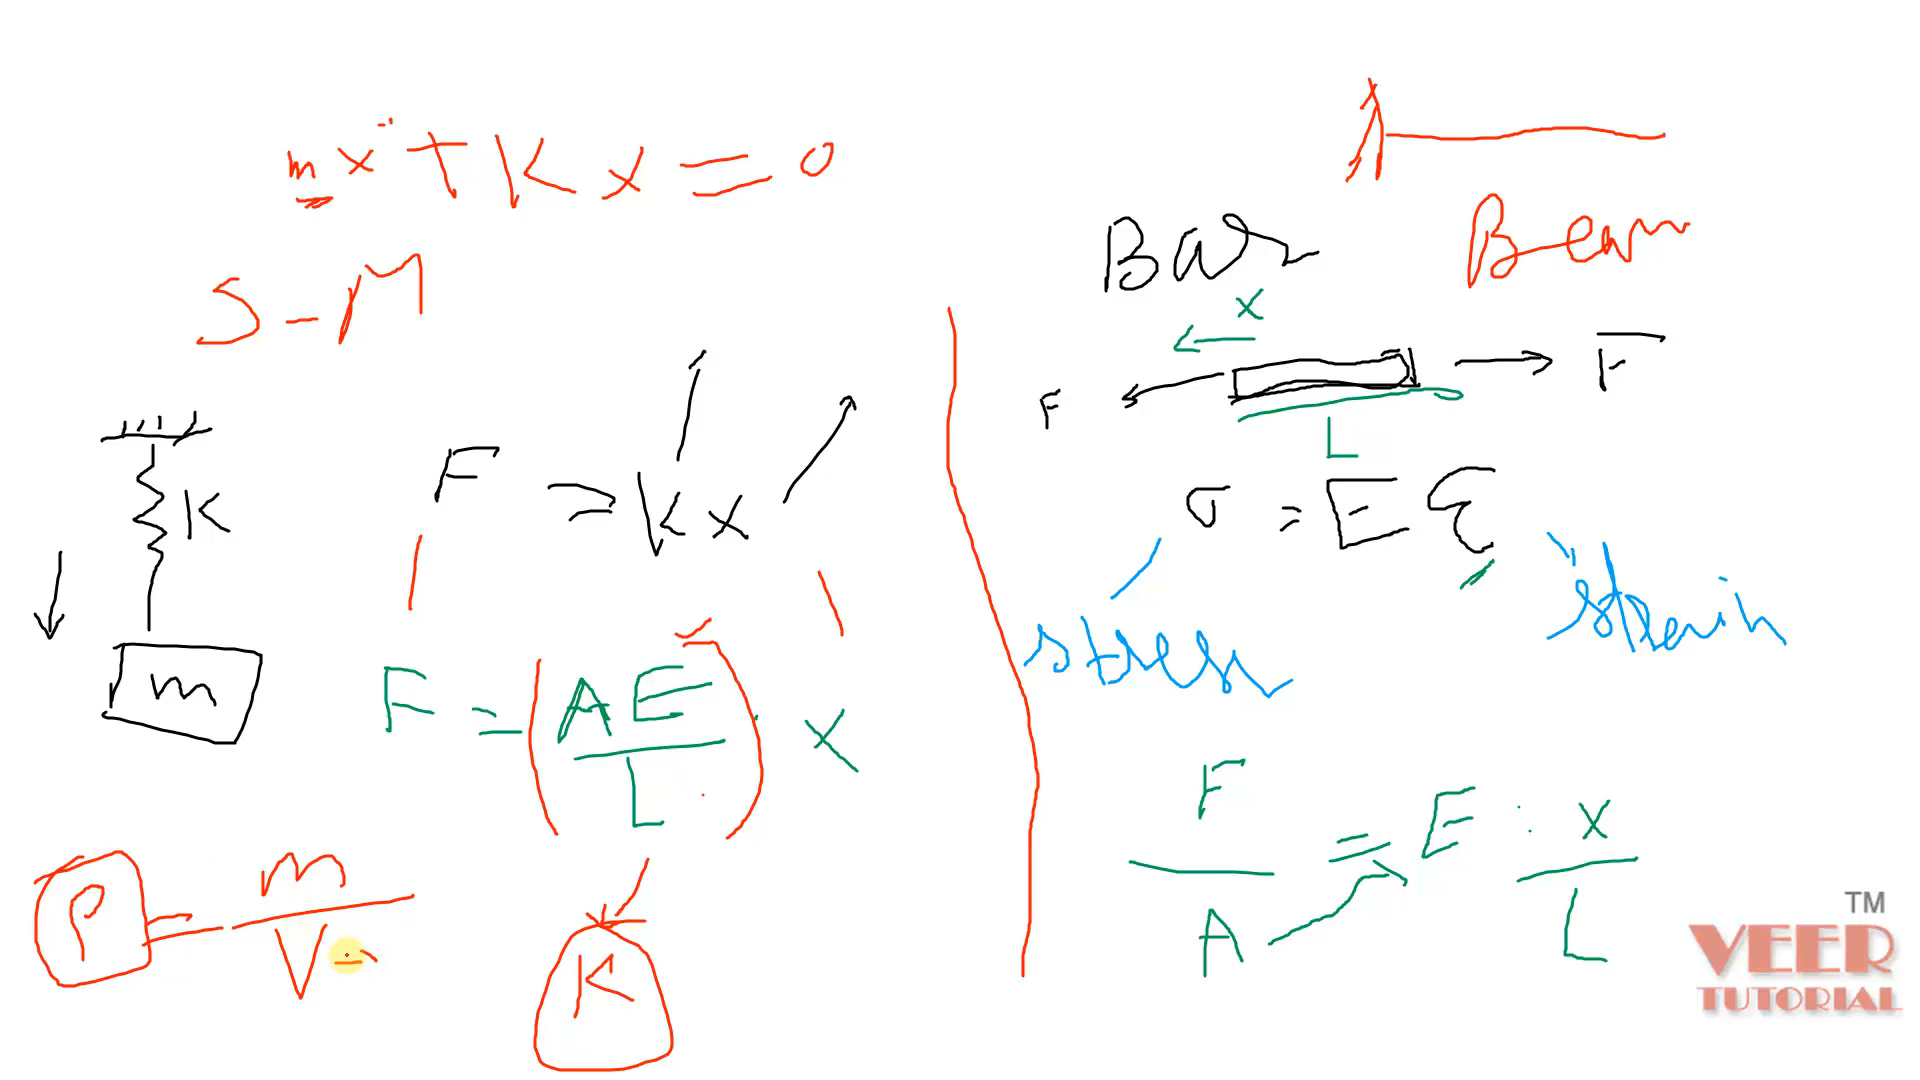 mẍ + Kx = 0
S-M
K
m
F = Kx
F = (AE/L) · x
K
ρ = m/V =
Beam
Bar
x
F
F
L
σ = E ε
stress
strain
F/A = E · x/L
TM
VEER
TUTORIAL